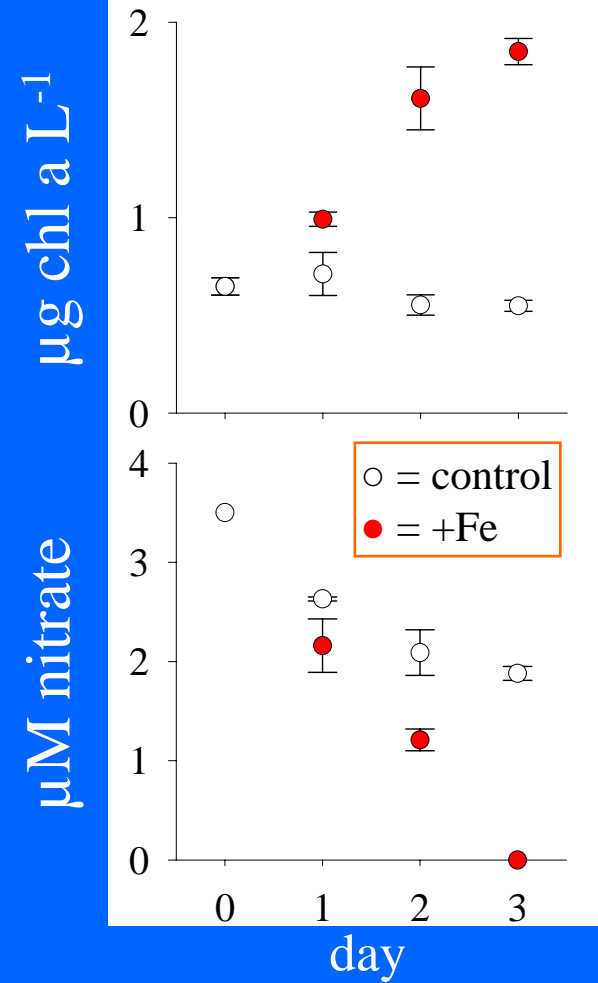 µg chl a L-1
2
1
0
µM nitrate
4
3
2
1
0
= control
= +Fe
0 1 2 3
day